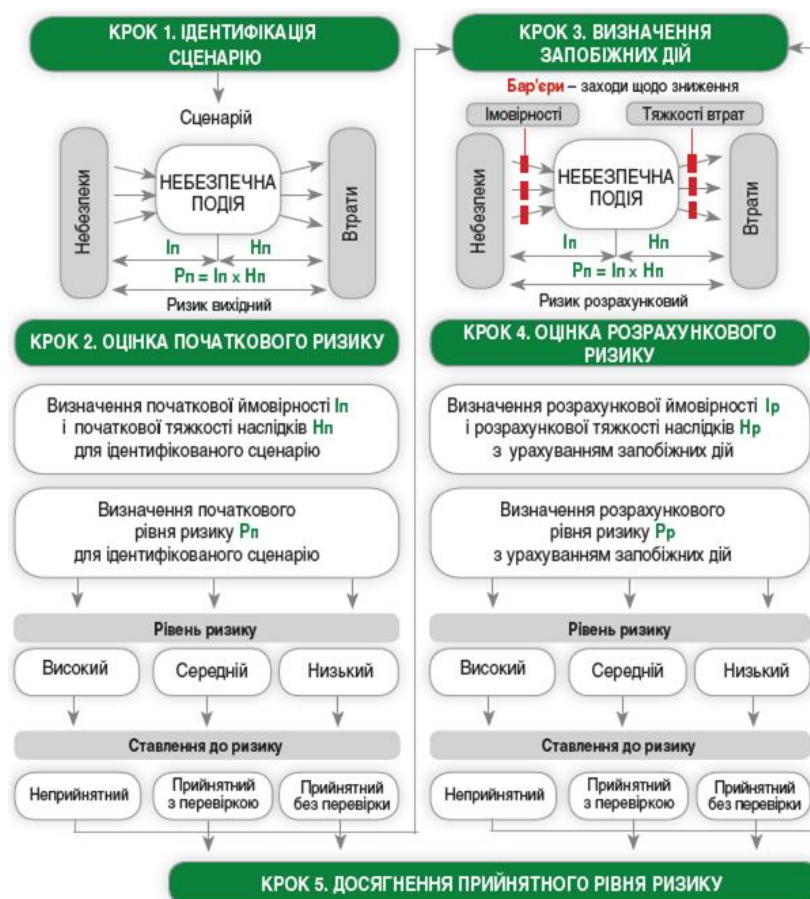 КРОК 1. ІДЕНТИФІКАЦІЯ
СЦЕНАРІЮ
Сценарій
Небезпеки
НЕБЕЗПЕЧНА
ПОДІЯ
Втрати
Iп
Нп
Рп = Iп х Нп
Ризик вихідний
КРОК 2. ОЦІНКА ПОЧАТКОВОГО РИЗИКУ
Визначення початкової ймовірності Iп
і початкової тяжкості наслідків Нп
для ідентифікованого сценарію
Визначення початкового
рівня ризику Рп
для ідентифікованого сценарію
Рівень ризику
Високий
Середній
Низький
Ставлення до ризику
Неприйнятний
Прийнятний
з перевіркою
Прийнятний
без перевірки
КРОК 3. ВИЗНАЧЕННЯ
ЗАПОБІЖНИХ ДІЙ
Бар'єри – заходи щодо зниження
Імовірності
Тяжкості втрат
Небезпеки
НЕБЕЗПЕЧНА
ПОДІЯ
Втрати
Iп
Нп
Рп = Iп х Нп
Ризик розрахунковий
КРОК 4. ОЦІНКА РОЗРАХУНКОВОГО
РИЗИКУ
Визначення розрахункової ймовірності Iр
і розрахункової тяжкості наслідків Нр
з урахуванням запобіжних дій
Визначення розрахункового
рівня ризику Рр
з урахуванням запобіжних дій
Рівень ризику
Високий
Середній
Низький
Ставлення до ризику
Неприйнятний
Прийнятний
з перевіркою
Прийнятний
без перевірки
КРОК 5. ДОСЯГНЕННЯ ПРИЙНЯТНОГО РІВНЯ РИЗИКУ